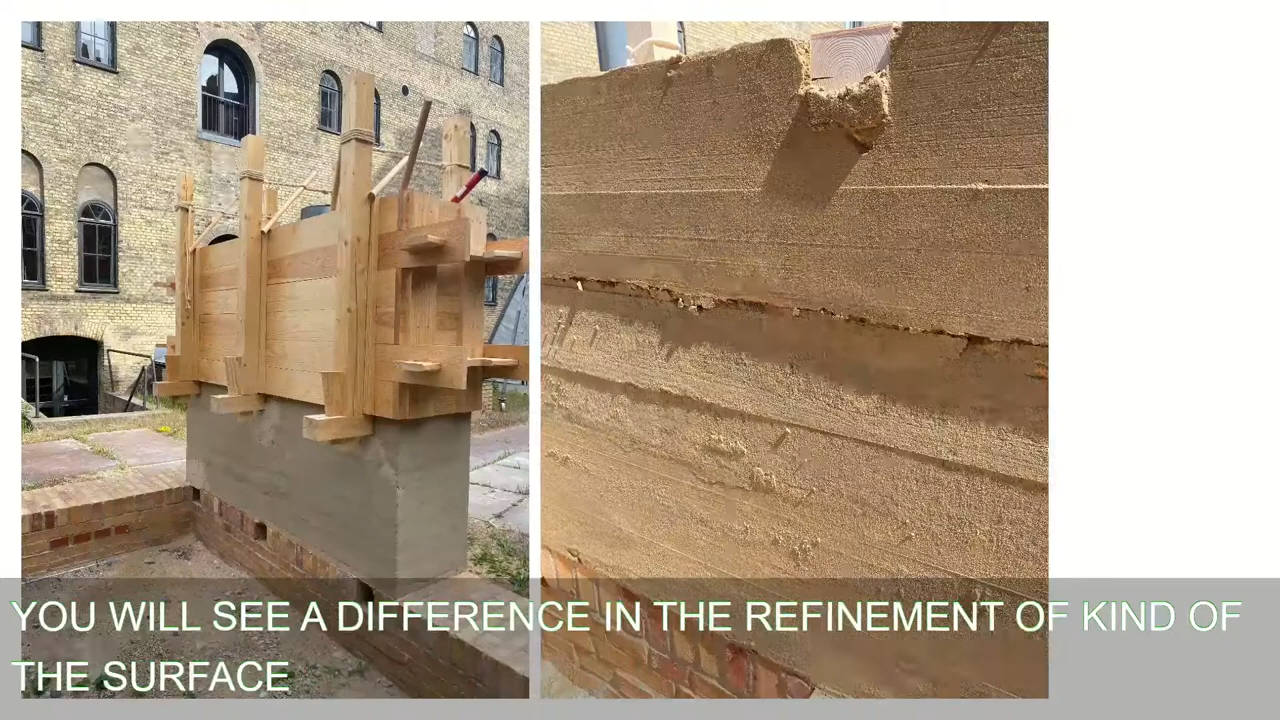 YOU WILL SEE A DIFFERENCE IN THE REFINEMENT OF KIND OF
THE SURFACE